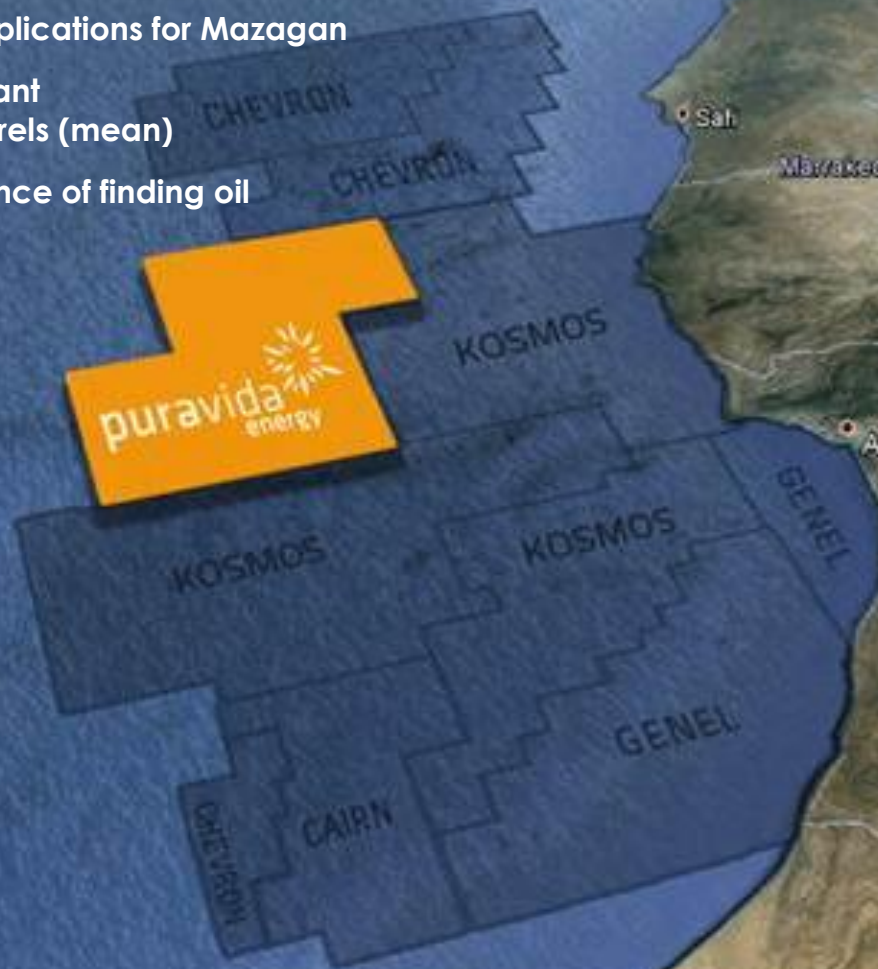 plications for Mazagan
ant
rels (mean)
nce of finding oil
CHEVRON
CHEVRON
Safi
Marrakec
KOSMOS
puravida
energy
A
GENEL
KOSMOS
KOSMOS
GENEL
CAIRN
CHEVRON